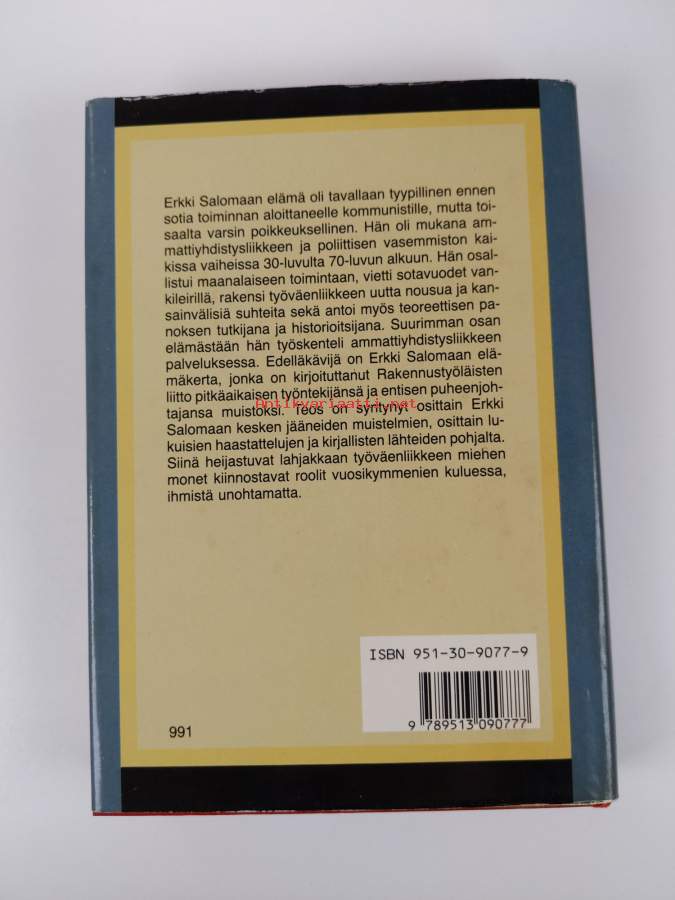 Erkki Salomaan elämä oli tavallaan tyypillinen ennen
sotia toiminnan aloittaneelle kommunistille, mutta toi-
saalta varsin poikkeuksellinen. Hän oli mukana am-
mattiyhdistysliikkeen ja poliittisen vasemmiston kai-
kissa vaiheissa 30-luvulta 70-luvun alkuun. Hän osal-
listui maanalaiseen toimintaan, vietti sotavuodet van-
kileirillä, rakensi työväenliikkeen uutta nousua ja kan-
sainvälisiä suhteita sekä antoi myös teoreettisen pa-
noksen tutkijana ja historioitsijana. Suurimman osan
elämästään hän työskenteli ammattiyhdistysliikkeen
palveluksessa. Edelläkävijä on Erkki Salomaan elä-
mäkerta, jonka on kirjoituttanut Rakennustyöläisten
liitto pitkäaikaisen työntekijänsä ja entisen puheenjoh-
tajansa muistoksi. Teos on syntynyt osittain Erkki
Antikvariaatti.net
Salomaan kesken jääneiden muistelmien, osittain lu-
kuisien haastattelujen ja kirjallisten lähteiden pohjalta.
Siinä heijastuvat lahjakkaan työväenliikkeen miehen
monet kiinnostavat roolit vuosikymmenien kuluessa,
ihmistä unohtamatta.
ISBN 951-30-9077-9
9 789513 090777
991